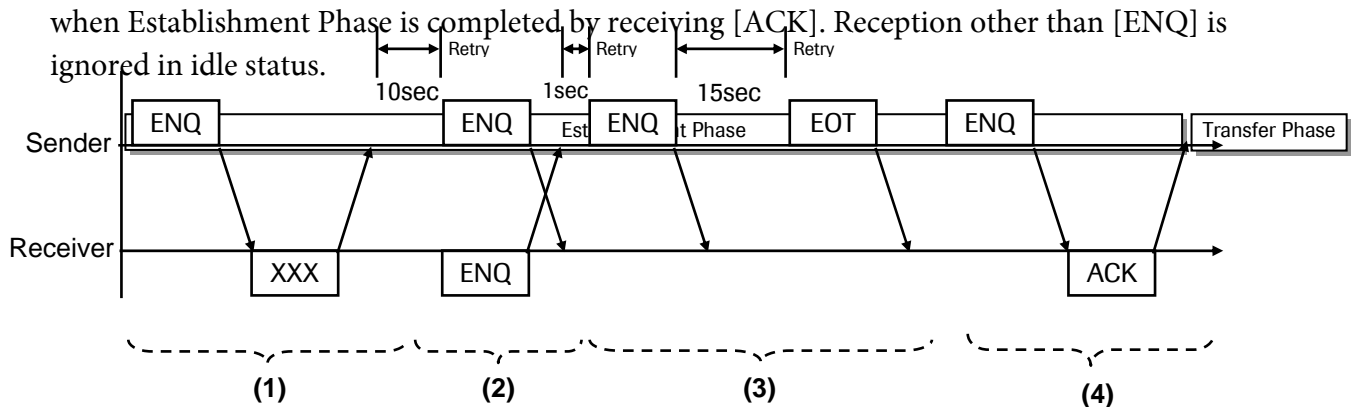 when Establishment Phase is completed by receiving [ACK]. Reception other than [ENQ] is
Retry Retry Retry
ignored in idle status.
10sec 1sec 15sec
ENQ ENQ ENQ EOT ENQ
Est t Phase
Transfer Phase
Sender
Receiver
XXX ENQ ACK
(1) (2) (3) (4)